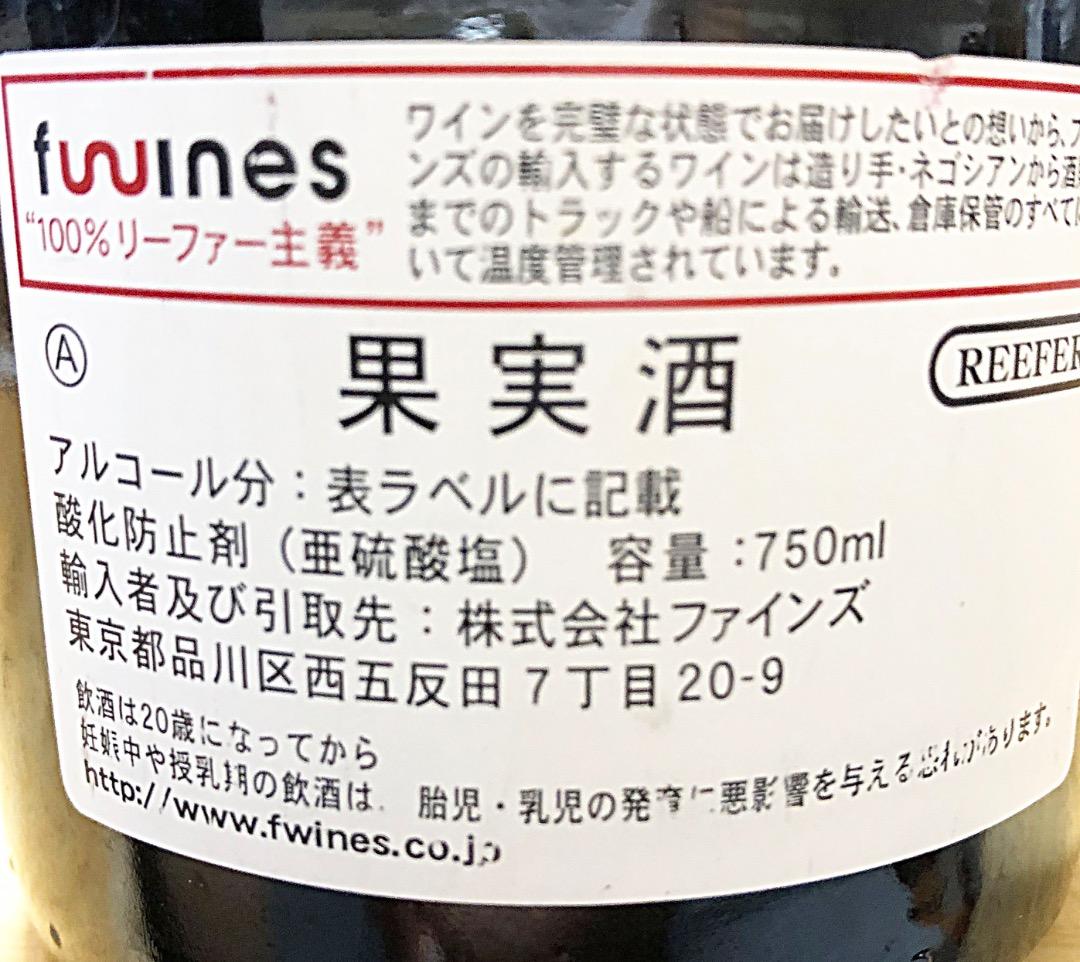 fwines
"100%リーファー主義"
ワインを完璧な状態でお届けしたいとの想いから、フ
ンズの輸入するワインは造り手・ネゴシアンから酒
までのトラックや船による輸送、倉庫保管のすべて
いて温度管理されています。
Ⓐ
果実酒
REEFER
アルコール分:表ラベルに記載
酸化防止剤(亜硫酸塩) 容量:750ml
輸入者及び引取先:株式会社ファインズ
東京都品川区西五反田7丁目20-9
飲酒は20歳になってから
妊娠中や授乳期の飲酒は、胎児・乳児の発育に悪影響を与える恐れがあります。
http://www.fwines.co.jp